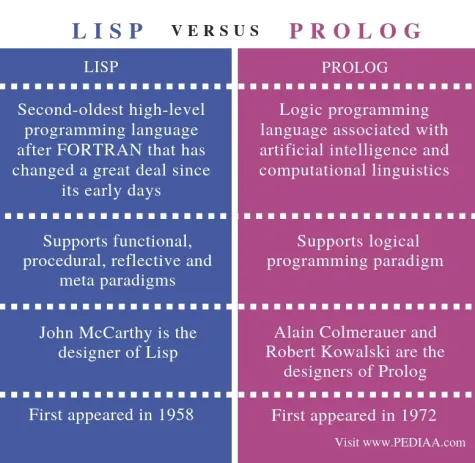 LISP VERSUS PROLOG
LISP
Second-oldest high-level
programming language
after FORTRAN that has
changed a great deal since
its early days
Supports functional,
procedural, reflective and
meta paradigms
John McCarthy is the
designer of Lisp
First appeared in 1958
PROLOG
Logic programming
language associated with
artificial intelligence and
computational linguistics
Supports logical
programming paradigm
Alain Colmerauer and
Robert Kowalski are the
designers of Prolog
First appeared in 1972
Visit www.PEDIAA.com